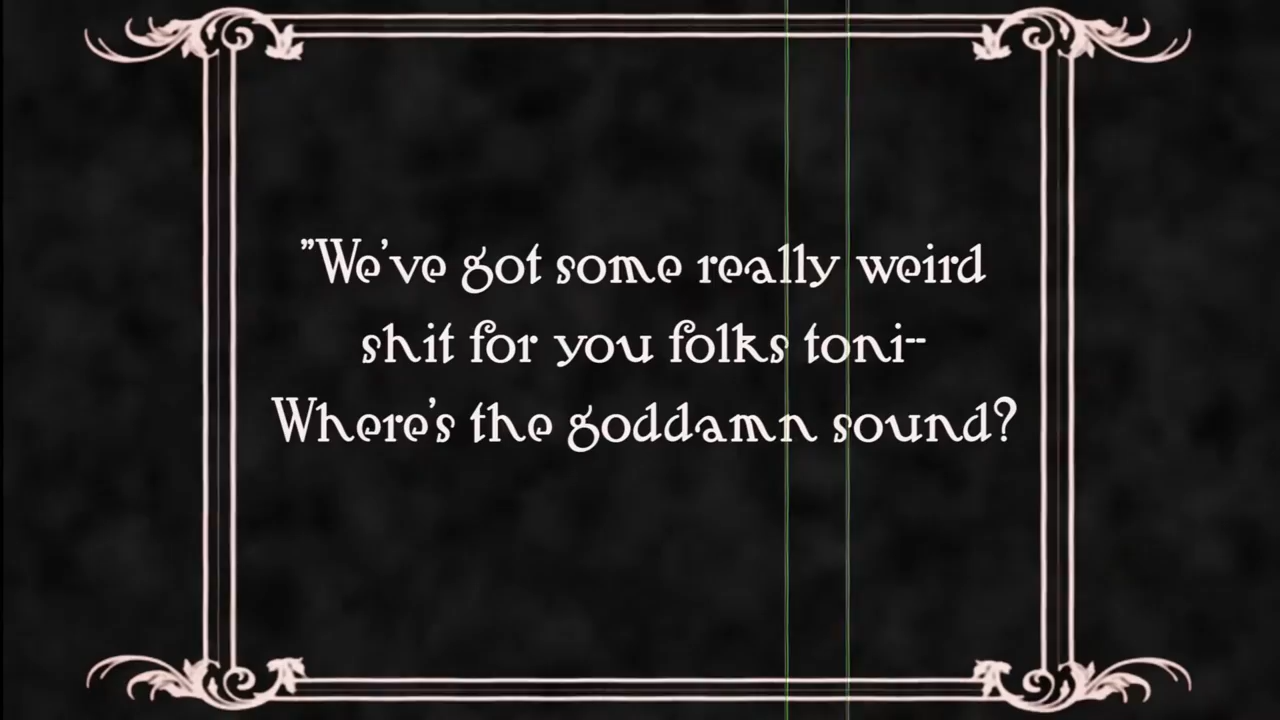 "We've got some really weird
shit for you folks toni--
Where's the goddamn sound?